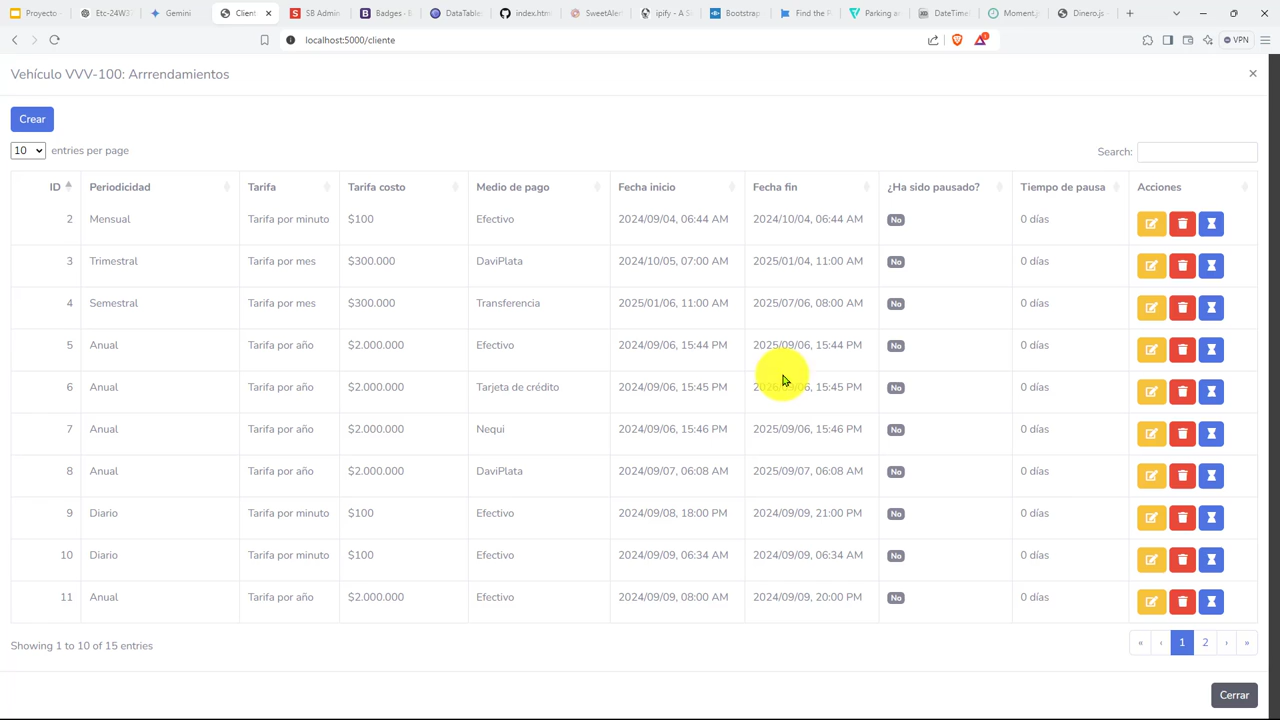 Proyecto
Etc-24W37
Gemini
Client
SB Admin
Badges - B
DataTable
index.htm
SweetAler
ipify - A S
Bootstrap
Find the P
Parking a
DateTime
Moment.j
Dinero.js
localhost:5000/cliente
VPN
Vehículo VVV-100: Arrrendamientos
Crear
10 entries per page
Search:
ID Periodicidad Tarifa Tarifa costo Medio de pago Fecha inicio Fecha fin ¿Ha sido pausado? Tiempo de pausa Acciones
2 Mensual Tarifa por minuto $100 Efectivo 2024/09/04, 06:44 AM 2024/10/04, 06:44 AM No 0 días
3 Trimestral Tarifa por mes $300.000 DaviPlata 2024/10/05, 07:00 AM 2025/01/04, 11:00 AM No 0 días
4 Semestral Tarifa por mes $300.000 Transferencia 2025/01/06, 11:00 AM 2025/07/06, 08:00 AM No 0 días
5 Anual Tarifa por año $2.000.000 Efectivo 2024/09/06, 15:44 PM 2025/09/06, 15:44 PM No 0 días
6 Anual Tarifa por año $2.000.000 Tarjeta de crédito 2024/09/06, 15:45 PM 15:45 PM No 0 días
7 Anual Tarifa por año $2.000.000 Nequi 2024/09/06, 15:46 PM 2025/09/06, 15:46 PM No 0 días
8 Anual Tarifa por año $2.000.000 DaviPlata 2024/09/07, 06:08 AM 2025/09/07, 06:08 AM No 0 días
9 Diario Tarifa por minuto $100 Efectivo 2024/09/08, 18:00 PM 2024/09/09, 21:00 PM No 0 días
10 Diario Tarifa por minuto $100 Efectivo 2024/09/09, 06:34 AM 2024/09/09, 06:34 AM No 0 días
11 Anual Tarifa por año $2.000.000 Efectivo 2024/09/09, 08:00 AM 2024/09/09, 20:00 PM No 0 días
Showing 1 to 10 of 15 entries
« ‹ 1 2 › »
Cerrar